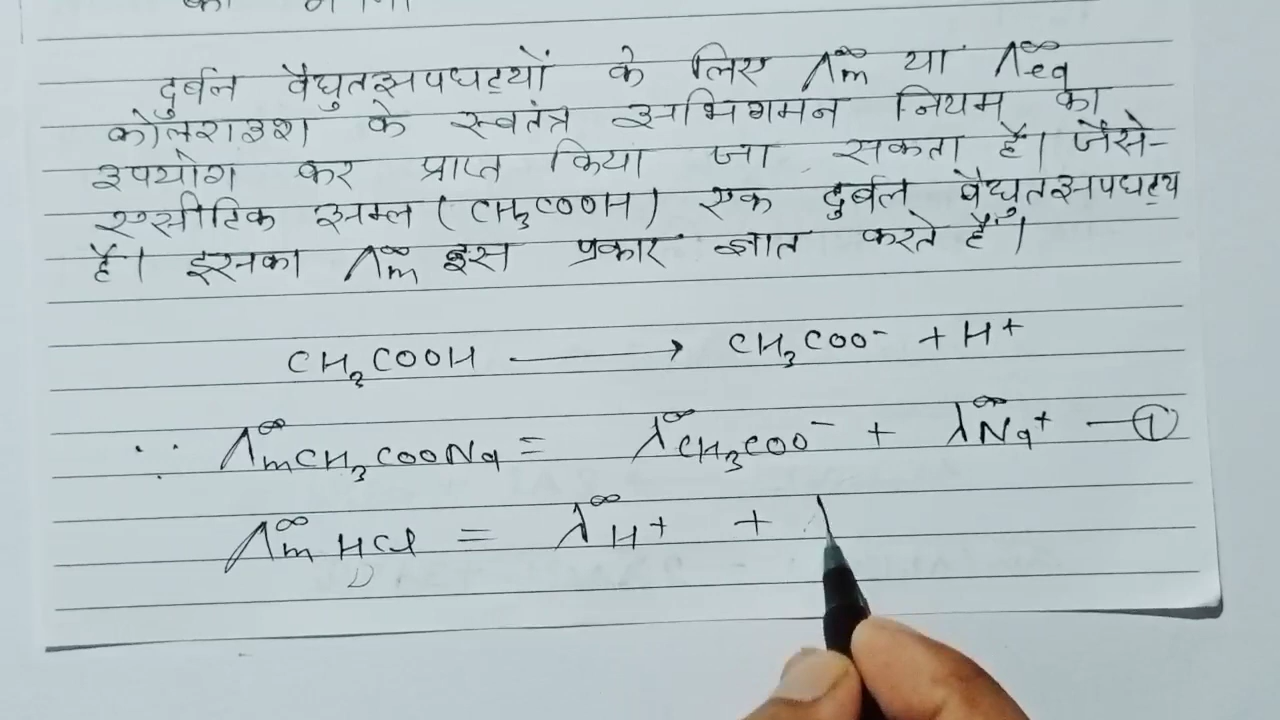 दुर्बल वैद्युतअपघट्यों के लिए Λ∞m या Λ∞eq
कोलराउश के स्वतंत्र अभिगमन नियम का
उपयोग कर प्राप्त किया जा सकता है। जैसे-
एसीटिक अम्ल (CH₃COOH) एक दुर्बल वैद्युतअपघट्य
है। इसका Λ∞m इस प्रकार ज्ञात करते हैं।
CH₃COOH ⟶ CH₃COO⁻ + H⁺
∵ Λ∞m CH₃COONa = λ∞CH₃COO⁻ + λ∞Na⁺ —①
Λ∞m HCl = λ∞H⁺ +